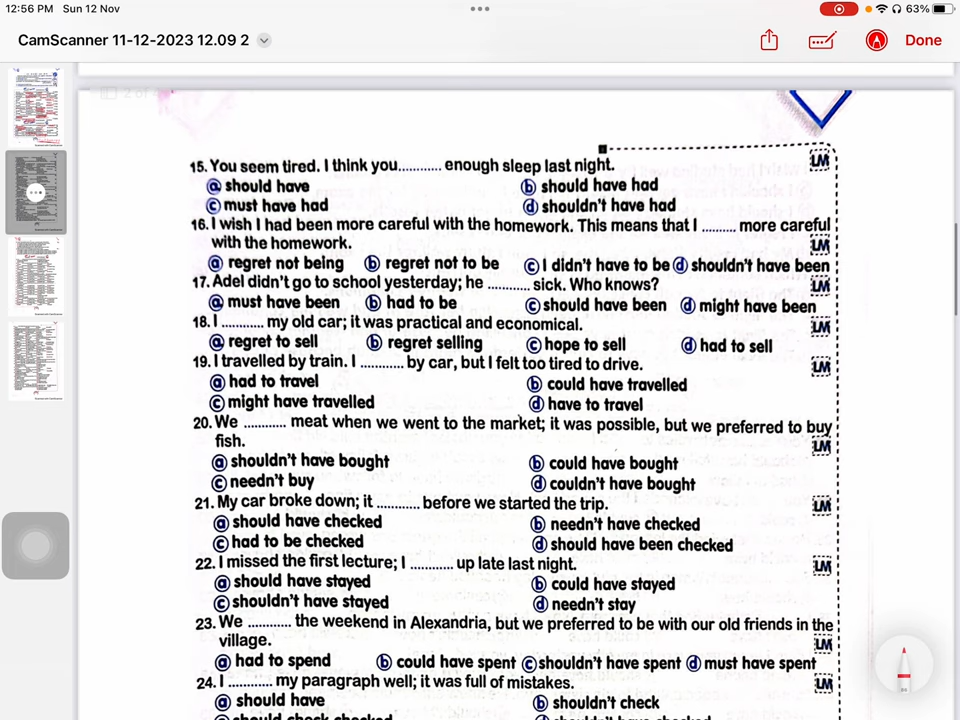 12:56 PM Sun 12 Nov
63%
CamScanner 11-12-2023 12.09 2
Done
15. You seem tired. I think you.......... enough sleep last night. LM
ⓐ should have ⓑ should have had
ⓒ must have had ⓓ shouldn't have had
16. I wish I had been more careful with the homework. This means that I ........ more careful
with the homework. LM
ⓐ regret not being ⓑ regret not to be ⓒ I didn't have to be ⓓ shouldn't have been
17. Adel didn't go to school yesterday; he .......... sick. Who knows? LM
ⓐ must have been ⓑ had to be ⓒ should have been ⓓ might have been
18. I .......... my old car; it was practical and economical. LM
ⓐ regret to sell ⓑ regret selling ⓒ hope to sell ⓓ had to sell
19. I travelled by train. I .......... by car, but I felt too tired to drive. LM
ⓐ had to travel ⓑ could have travelled
ⓒ might have travelled ⓓ have to travel
20. We .......... meat when we went to the market; it was possible, but we preferred to buy
fish. LM
ⓐ shouldn't have bought ⓑ could have bought
ⓒ needn't buy ⓓ couldn't have bought
21. My car broke down; it .......... before we started the trip. LM
ⓐ should have checked ⓑ needn't have checked
ⓒ had to be checked ⓓ should have been checked
22. I missed the first lecture; I .......... up late last night. LM
ⓐ should have stayed ⓑ could have stayed
ⓒ shouldn't have stayed ⓓ needn't stay
23. We .......... the weekend in Alexandria, but we preferred to be with our old friends in the
village. LM
ⓐ had to spend ⓑ could have spent ⓒ shouldn't have spent ⓓ must have spent
24. I .......... my paragraph well; it was full of mistakes. LM
ⓐ should have ⓑ shouldn't check